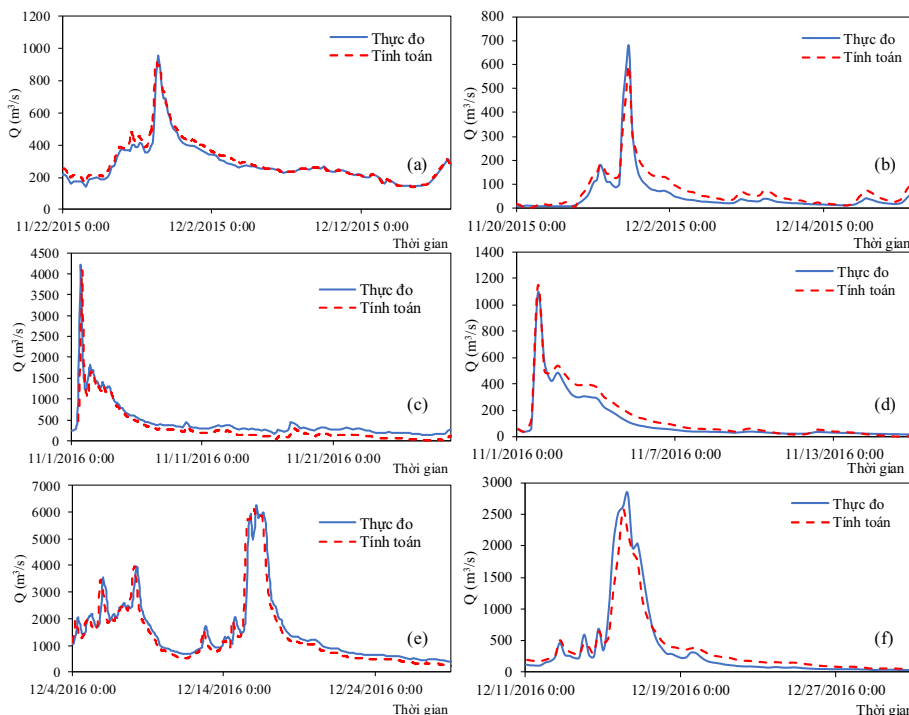 1200
1000
800
600
400
200
0
Q (m³/s)
Thực đo
Tính toán
(a)
11/22/2015 0:00
12/2/2015 0:00
12/12/2015 0:00
Thời gian
800
700
600
500
400
300
200
100
0
Q (m³/s)
Thực đo
Tính toán
(b)
11/20/2015 0:00
12/2/2015 0:00
12/14/2015 0:00
Thời gian
4500
4000
3500
3000
2500
2000
1500
1000
500
0
Q (m³/s)
Thực đo
Tính toán
(c)
11/1/2016 0:00
11/11/2016 0:00
11/21/2016 0:00
Thời gian
1400
1200
1000
800
600
400
200
0
Q (m³/s)
Thực đo
Tính toán
(d)
11/1/2016 0:00
11/7/2016 0:00
11/13/2016 0:00
Thời gian
7000
6000
5000
4000
3000
2000
1000
0
Q (m³/s)
Thực đo
Tính toán
(e)
12/4/2016 0:00
12/14/2016 0:00
12/24/2016 0:00
Thời gian
3000
2500
2000
1500
1000
500
0
Q (m³/s)
Thực đo
Tính toán
(f)
12/11/2016 0:00
12/19/2016 0:00
12/27/2016 0:00
Thời gian